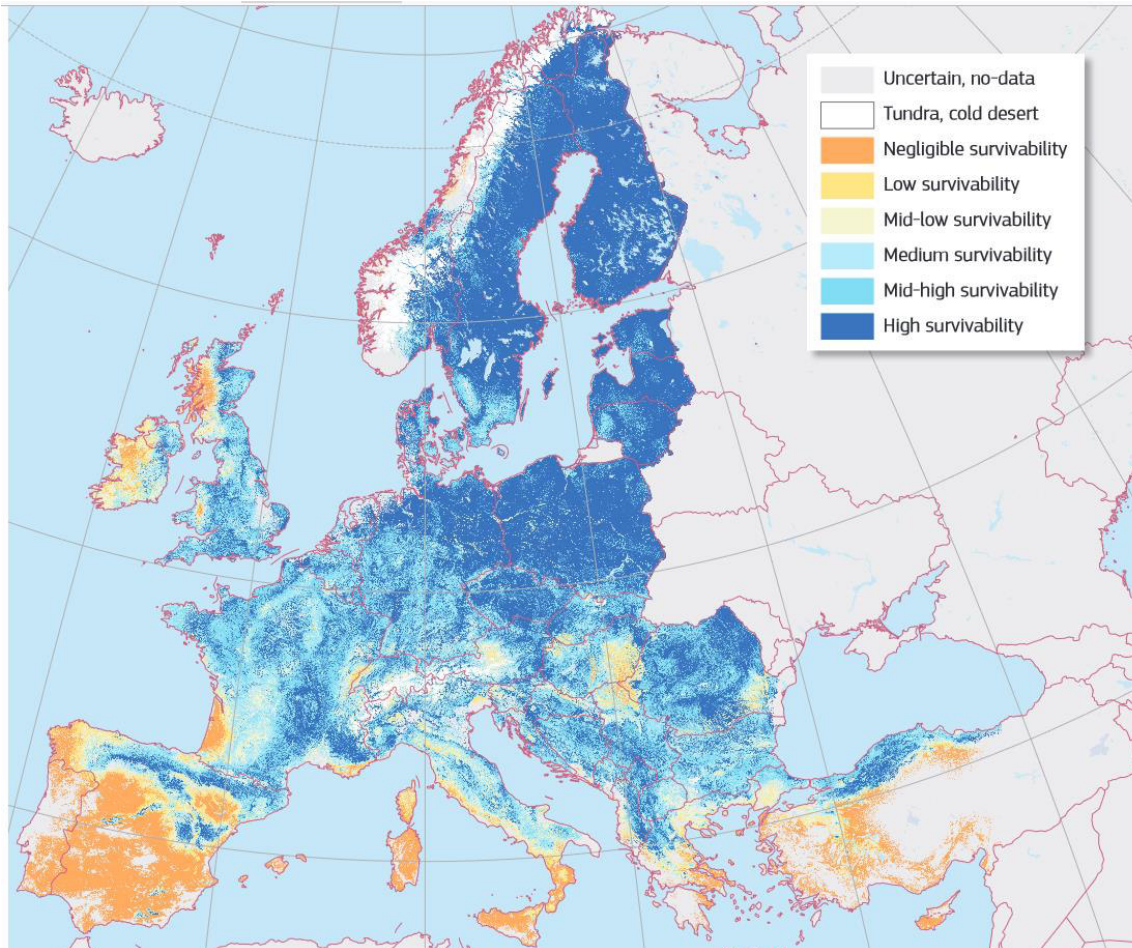 Uncertain, no-data
Tundra, cold desert
Negligible survivability
Low survivability
Mid-low survivability
Medium survivability
Mid-high survivability
High survivability